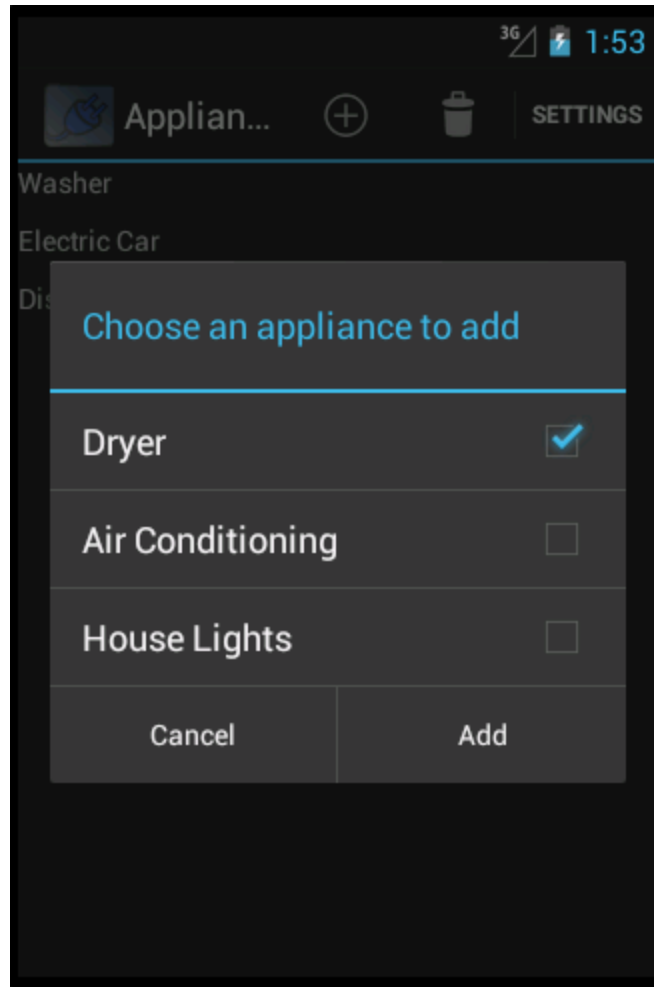 3G 1:53
Applian... SETTINGS
Washer
Electric Car
Choose an appliance to add
Dryer
Air Conditioning
House Lights
Cancel Add